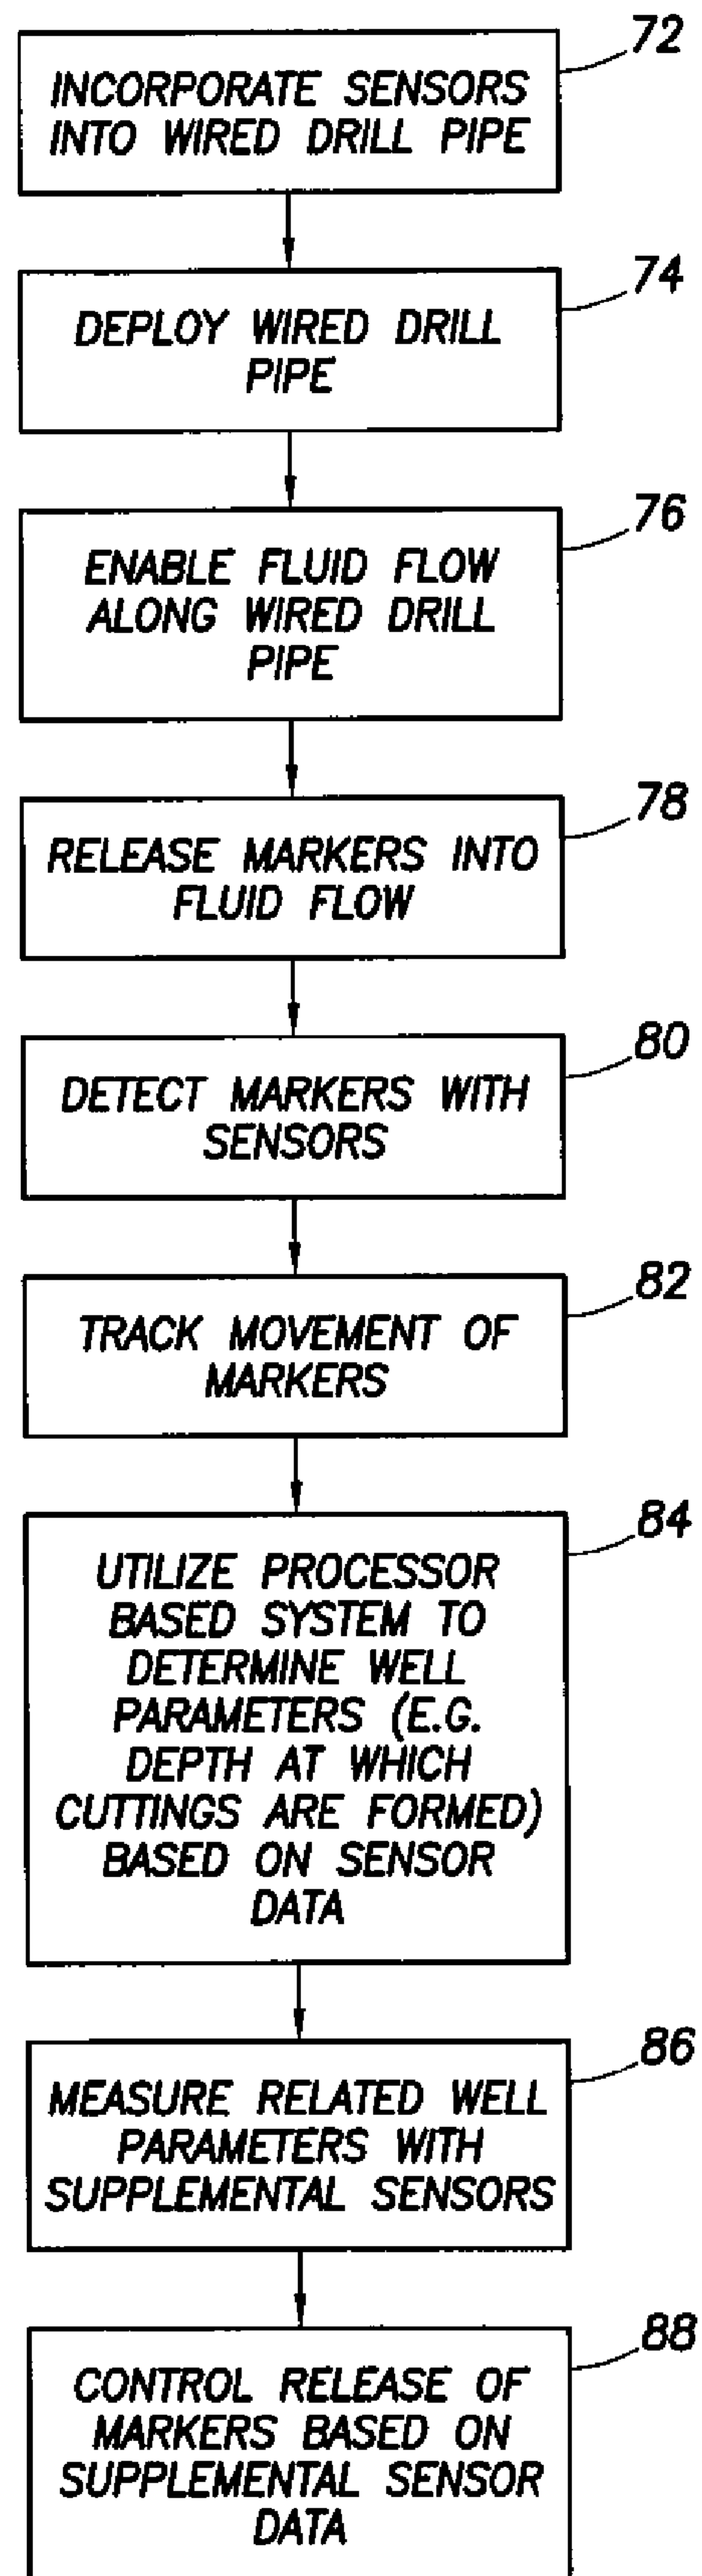 72
INCORPORATE SENSORS
INTO WIRED DRILL PIPE
74
DEPLOY WIRED DRILL
PIPE
76
ENABLE FLUID FLOW
ALONG WIRED DRILL
PIPE
78
RELEASE MARKERS INTO
FLUID FLOW
80
DETECT MARKERS WITH
SENSORS
82
TRACK MOVEMENT OF
MARKERS
84
UTILIZE PROCESSOR
BASED SYSTEM TO
DETERMINE WELL
PARAMETERS (E.G.
DEPTH AT WHICH
CUTTINGS ARE FORMED)
BASED ON SENSOR
DATA
86
MEASURE RELATED WELL
PARAMETERS WITH
SUPPLEMENTAL SENSORS
88
CONTROL RELEASE OF
MARKERS BASED ON
SUPPLEMENTAL SENSOR
DATA